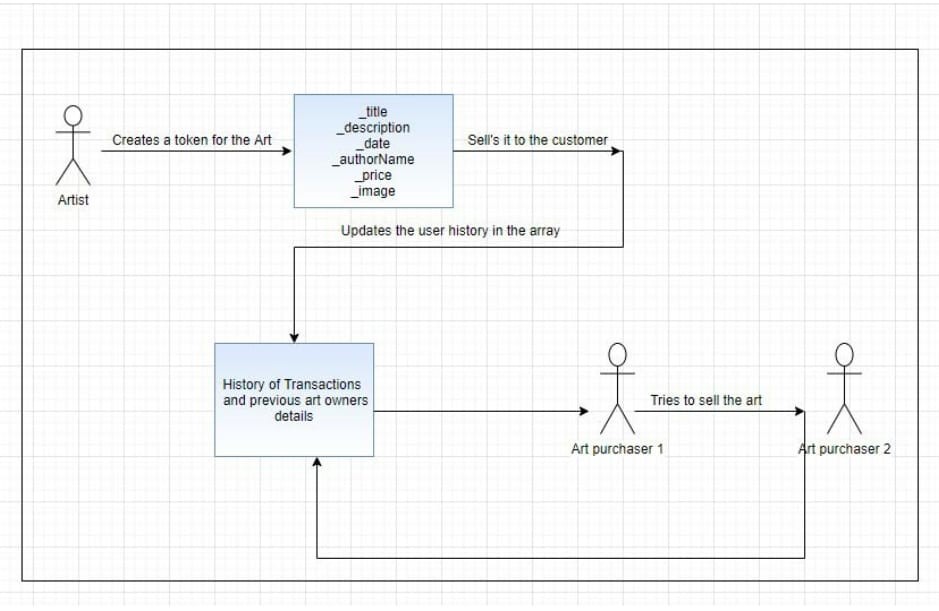 Creates a token for the Art
Artist
_title
_description
_date
_authorName
_price
_image
Sell's it to the customer
Updates the user history in the array
History of Transactions
and previous art owners
details
Art purchaser 1
Tries to sell the art
Art purchaser 2